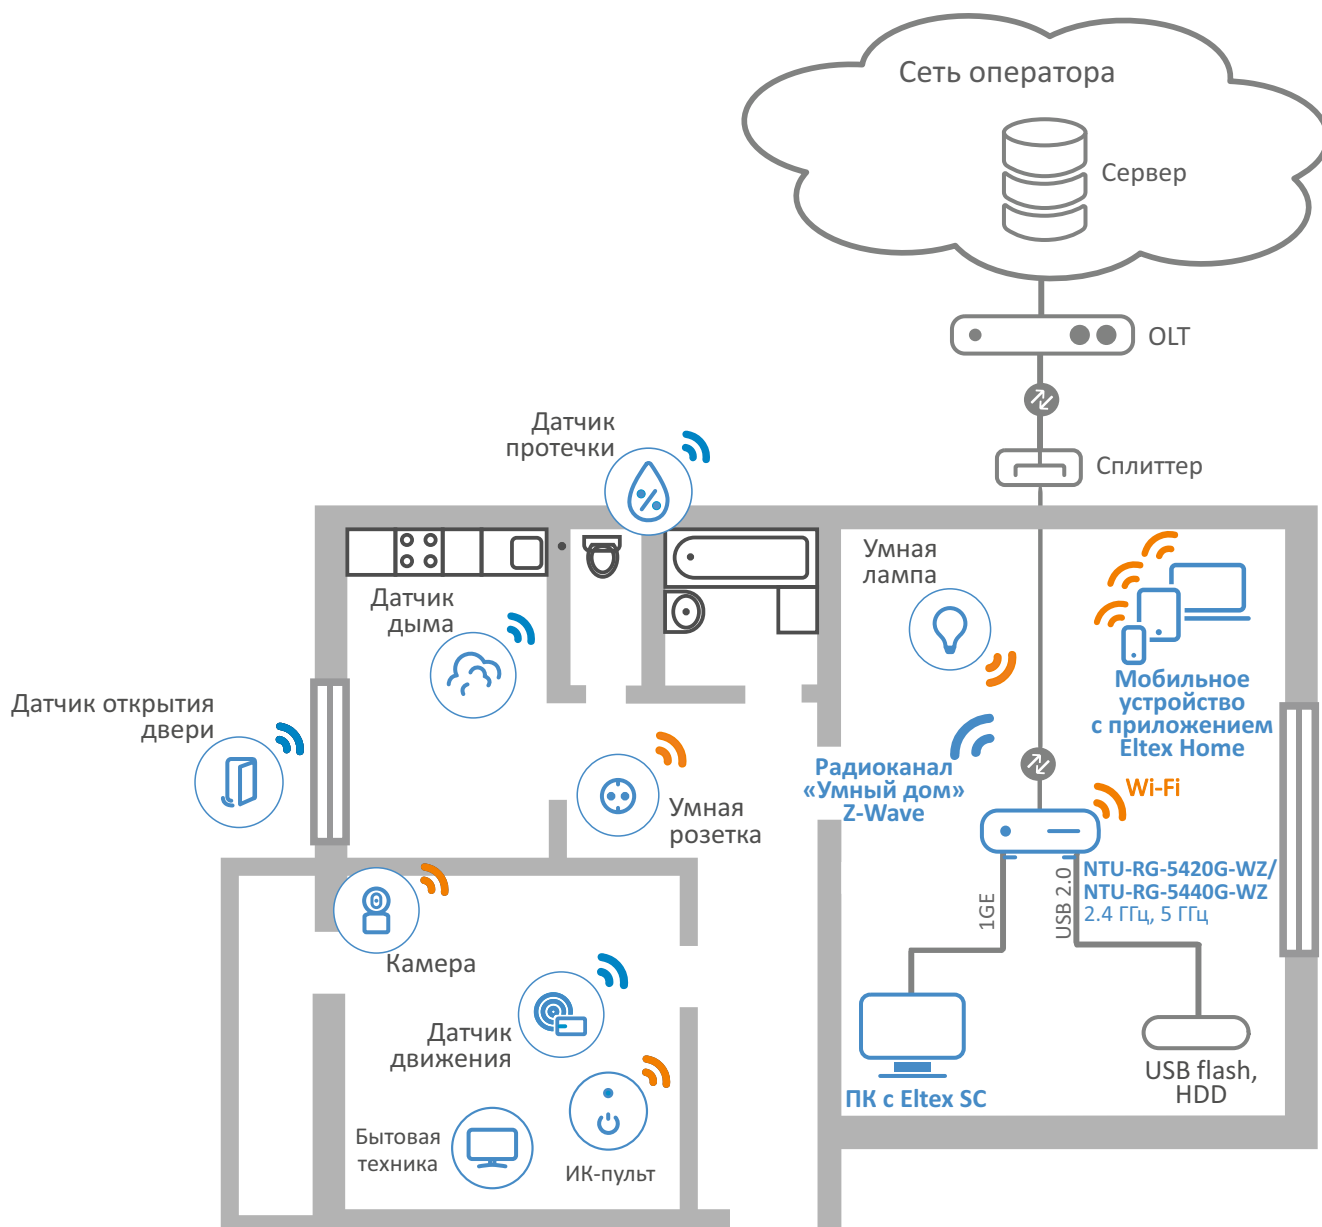 Сеть оператора
Сервер
OLT
Сплиттер
Датчик
протечки
Умная
лампа
Датчик
дыма
Мобильное
устройство
с приложением
Eltex Home
Датчик открытия
двери
Радиоканал
«Умный дом»
Z-Wave
Wi-Fi
Умная
розетка
NTU-RG-5420G-WZ/
NTU-RG-5440G-WZ
2.4 ГГц, 5 ГГц
1GE
USB 2.0
Камера
Датчик
движения
USB flash,
HDD
ПК с Eltex SC
Бытовая
техника
ИК-пульт